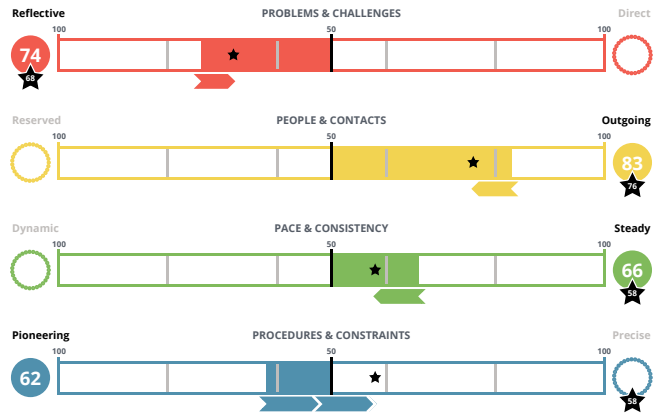 Reflective PROBLEMS & CHALLENGES Direct
100 50 100
74
68
Reserved PEOPLE & CONTACTS Outgoing
100 50 100
83
76
Dynamic PACE & CONSISTENCY Steady
100 50 100
66
58
Pioneering PROCEDURES & CONSTRAINTS Precise
100 50 100
62
58